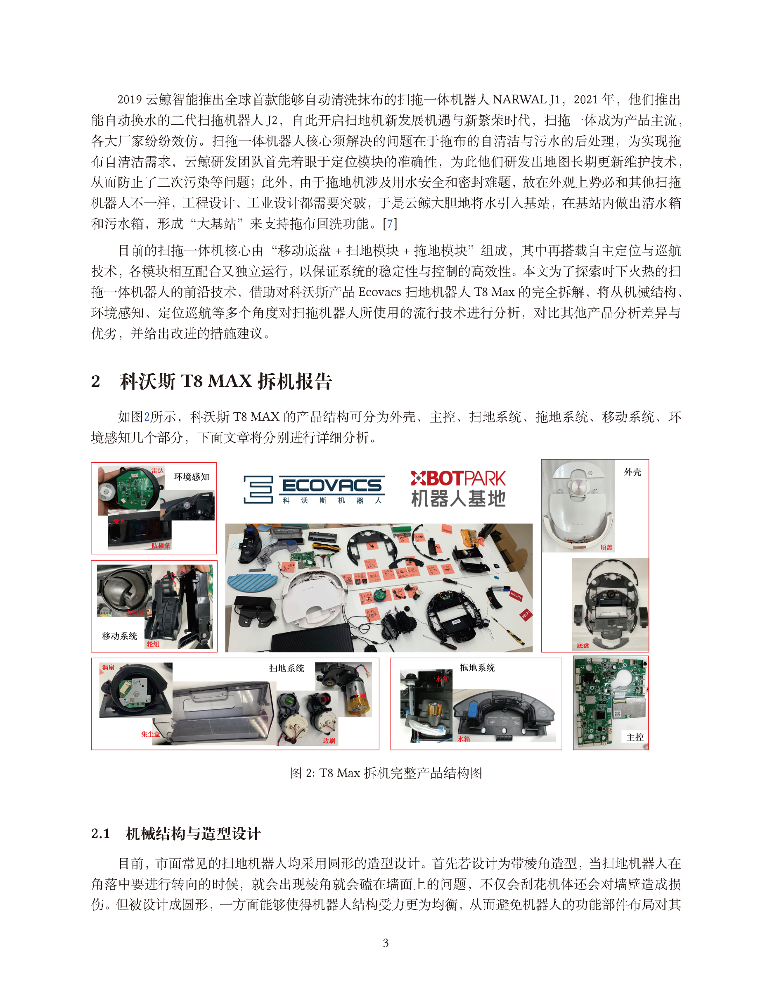 2019 云鲸智能推出全球首款能够自动清洗抹布的扫拖一体机器人 NARWAL J1，2021 年，他们推出
能自动换水的二代扫拖机器人 J2，自此开启扫地机新发展机遇与新繁荣时代，扫拖一体成为产品主流，
各大厂家纷纷效仿。扫拖一体机器人核心须解决的问题在于拖布的自清洁与污水的后处理，为实现拖
布自清洁需求，云鲸研发团队首先着眼于定位模块的准确性，为此他们研发出地图长期更新维护技术，
从而防止了二次污染等问题；此外，由于拖地机涉及用水安全和密封难题，故在外观上势必和其他扫拖
机器人不一样，工程设计、工业设计都需要突破，于是云鲸大胆地将水引入基站，在基站内做出清水箱
和污水箱，形成“大基站”来支持拖布回洗功能。[7]
目前的扫拖一体机核心由“移动底盘 + 扫地模块 + 拖地模块”组成，其中再搭载自主定位与巡航
技术，各模块相互配合又独立运行，以保证系统的稳定性与控制的高效性。本文为了探索时下火热的扫
拖一体机器人的前沿技术，借助对科沃斯产品 Ecovacs 扫地机器人 T8 Max 的完全拆解，将从机械结构、
环境感知、定位巡航等多个角度对扫拖机器人所使用的流行技术进行分析，对比其他产品分析差异与
优劣，并给出改进的措施建议。
2 科沃斯 T8 MAX 拆机报告
如图2所示，科沃斯 T8 MAX 的产品结构可分为外壳、主控、扫地系统、拖地系统、移动系统、环
境感知几个部分，下面文章将分别进行详细分析。
雷达
环境感知
激光
防撞条
ECOVACS
科沃斯机器人
XBOTPARK
机器人基地
外壳
顶盖
底盘
万向轮
移动系统
轮组
HELP!
HELP!
涡扇
扫地系统
主刷
集尘盒
边刷
拖地系统
水泵
水箱
主控
图 2: T8 Max 拆机完整产品结构图
2.1 机械结构与造型设计
目前，市面常见的扫地机器人均采用圆形的造型设计。首先若设计为带棱角造型，当扫地机器人在
角落中要进行转向的时候，就会出现棱角就会磕在墙面上的问题，不仅会刮花机体还会对墙壁造成损
伤。但被设计成圆形，一方面能够使得机器人结构受力更为均衡，从而避免机器人的功能部件布局对其
3